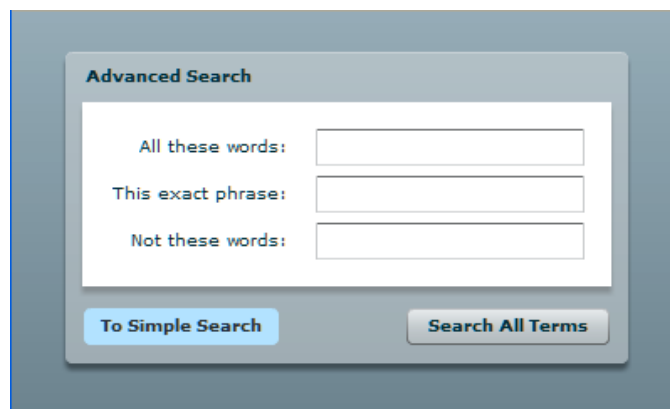 Advanced Search
All these words:
This exact phrase:
Not these words:
To Simple Search
Search All Terms